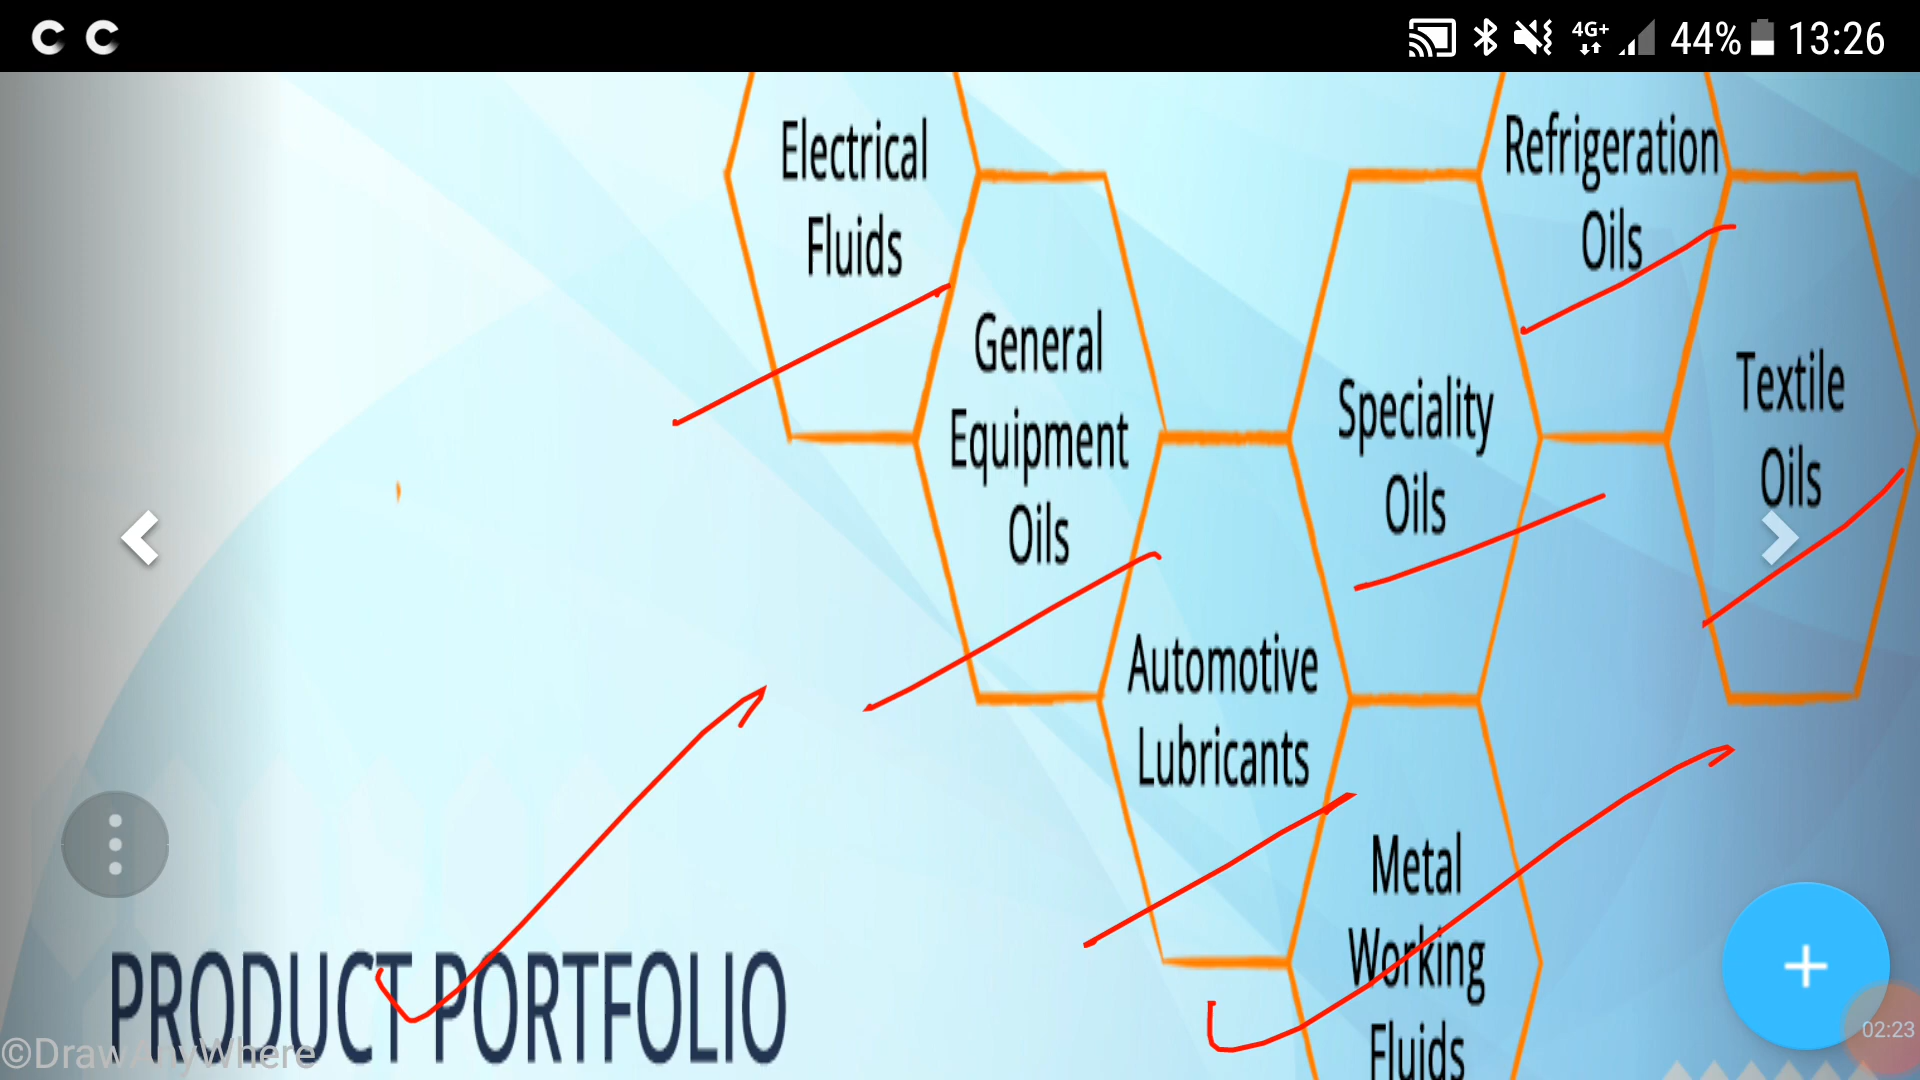 4G+ 44% 13:26
Electrical
Fluids
General
Equipment
Oils
Automotive
Lubricants
Speciality
Oils
Metal
Working
Fluids
Refrigeration
Oils
Textile
Oils
PRODUCT PORTFOLIO
©DrawAnyWhere
02:23